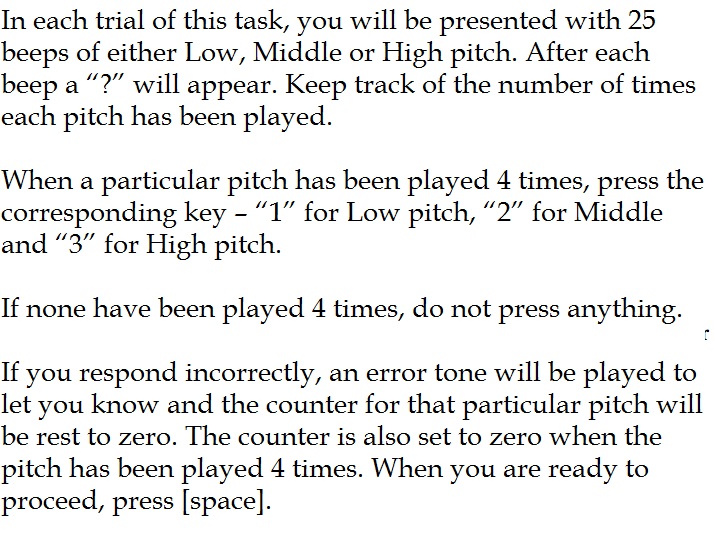 In each trial of this task, you will be presented with 25
beeps of either Low, Middle or High pitch. After each
beep a “?” will appear. Keep track of the number of times
each pitch has been played.
When a particular pitch has been played 4 times, press the
corresponding key – “1” for Low pitch, “2” for Middle
and “3” for High pitch.
If none have been played 4 times, do not press anything.
If you respond incorrectly, an error tone will be played to
let you know and the counter for that particular pitch will
be rest to zero. The counter is also set to zero when the
pitch has been played 4 times. When you are ready to
proceed, press [space].